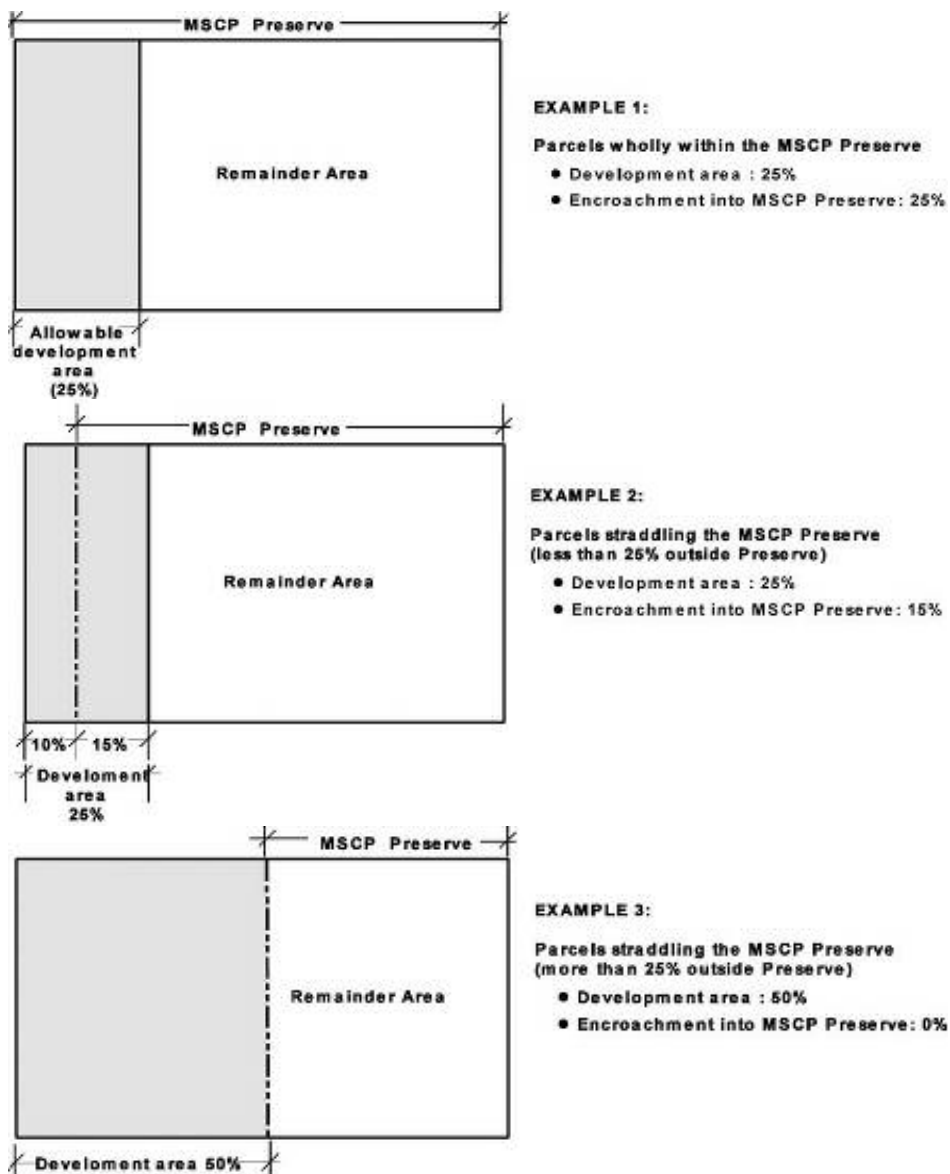 MSCP Preserve
Remainder Area
EXAMPLE 1:
Parcels wholly within the MSCP Preserve
● Development area : 25%
● Encroachment into MSCP Preserve: 25%
Allowable
development
area
(25%)
MSCP Preserve
Remainder Area
EXAMPLE 2:
Parcels straddling the MSCP Preserve
(less than 25% outside Preserve)
● Development area : 25%
● Encroachment into MSCP Preserve: 15%
10% 15%
Develoment
area
25%
MSCP Preserve
Remainder Area
EXAMPLE 3:
Parcels straddling the MSCP Preserve
(more than 25% outside Preserve)
● Development area : 50%
● Encroachment into MSCP Preserve: 0%
Develoment area 50%